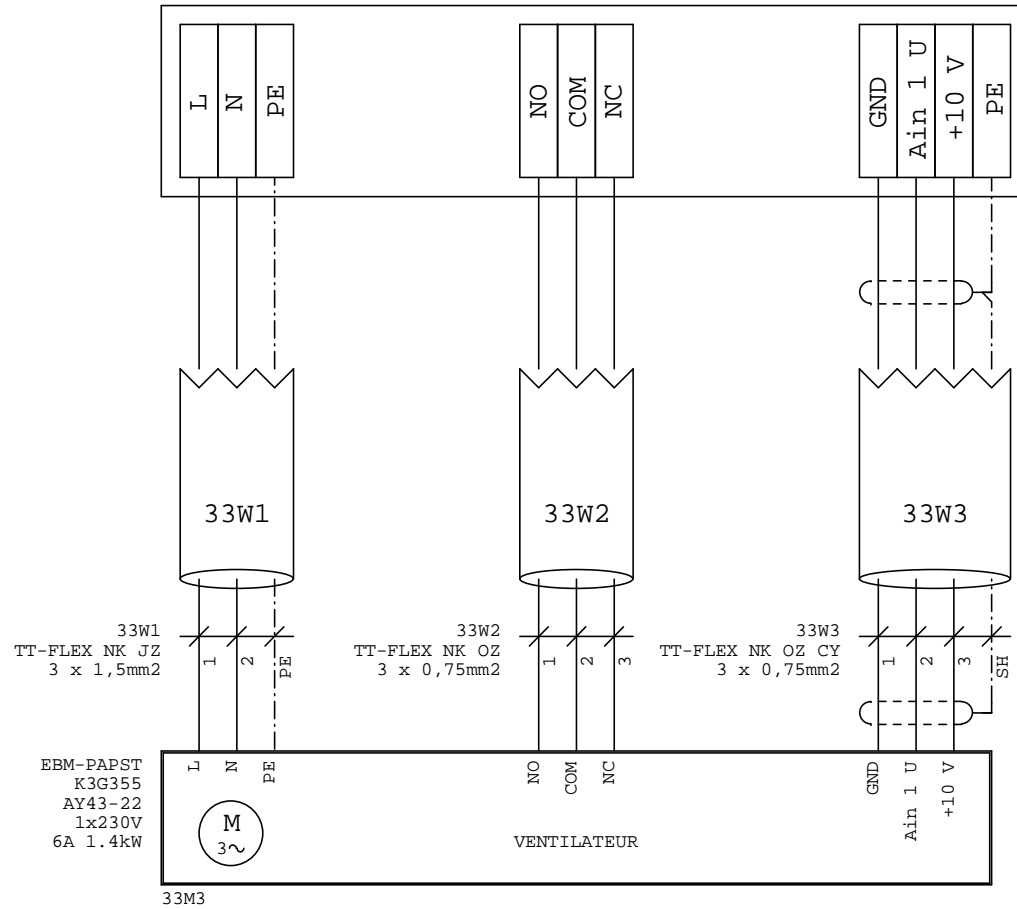 L
N
PE
NO
COM
NC
GND
Ain 1 U
+10 V
PE
33W1
33W2
33W3
33W1
TT-FLEX NK JZ
3 x 1,5mm2
1
2
PE
33W2
TT-FLEX NK OZ
3 x 0,75mm2
1
2
3
33W3
TT-FLEX NK OZ CY
3 x 0,75mm2
1
2
3
SH
EBM-PAPST
K3G355
AY43-22
1x230V
6A 1.4kW
L
N
PE
NO
COM
NC
GND
Ain 1 U
+10 V
M
3~
VENTILATEUR
33M3